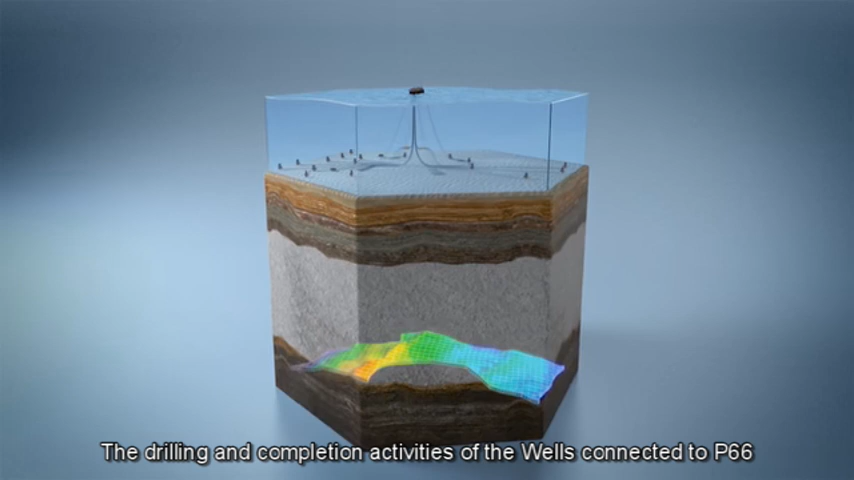 The drilling and completion activities of the Wells connected to P66